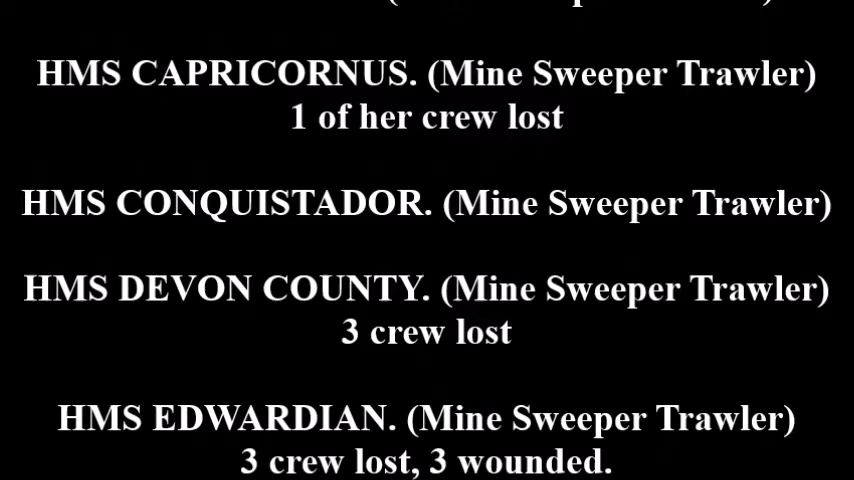 HMS CAPRICORNUS. (Mine Sweeper Trawler)
1 of her crew lost
HMS CONQUISTADOR. (Mine Sweeper Trawler)
HMS DEVON COUNTY. (Mine Sweeper Trawler)
3 crew lost
HMS EDWARDIAN. (Mine Sweeper Trawler)
3 crew lost, 3 wounded.